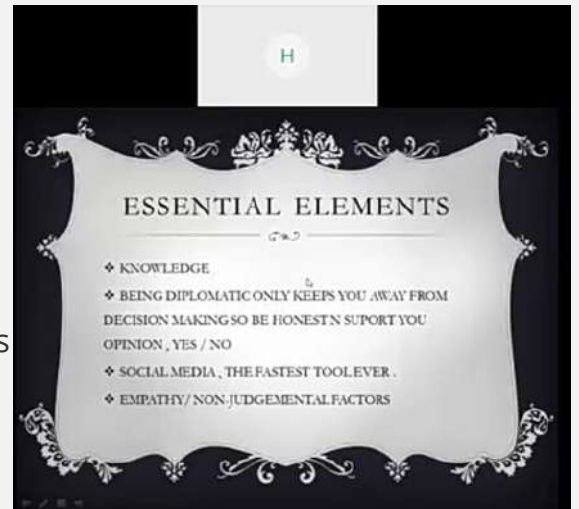 H
ESSENTIAL ELEMENTS
❖ KNOWLEDGE
❖ BEING DIPLOMATIC ONLY KEEPS YOU AWAY FROM
DECISION MAKING SO BE HONEST N SUPORT YOU
OPINION , YES / NO
❖ SOCIAL MEDIA , THE FASTEST TOOL EVER .
❖ EMPATHY/ NON-JUDGEMENTAL FACTORS
S